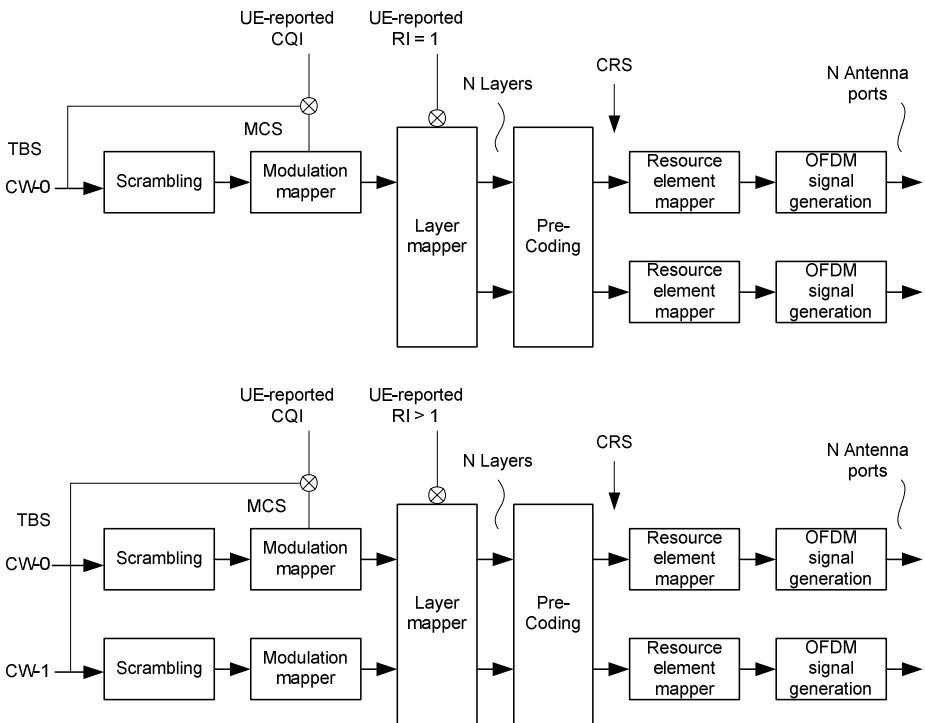 UE-reported
CQI
UE-reported
RI = 1
CRS
N Layers
N Antenna
ports
MCS
TBS
CW-0
Scrambling
Modulation
mapper
Layer
mapper
Pre-
Coding
Resource
element
mapper
OFDM
signal
generation
Resource
element
mapper
OFDM
signal
generation
UE-reported
CQI
UE-reported
RI > 1
CRS
N Layers
N Antenna
ports
MCS
TBS
CW-0
Scrambling
Modulation
mapper
Layer
mapper
Pre-
Coding
Resource
element
mapper
OFDM
signal
generation
CW-1
Scrambling
Modulation
mapper
Resource
element
mapper
OFDM
signal
generation